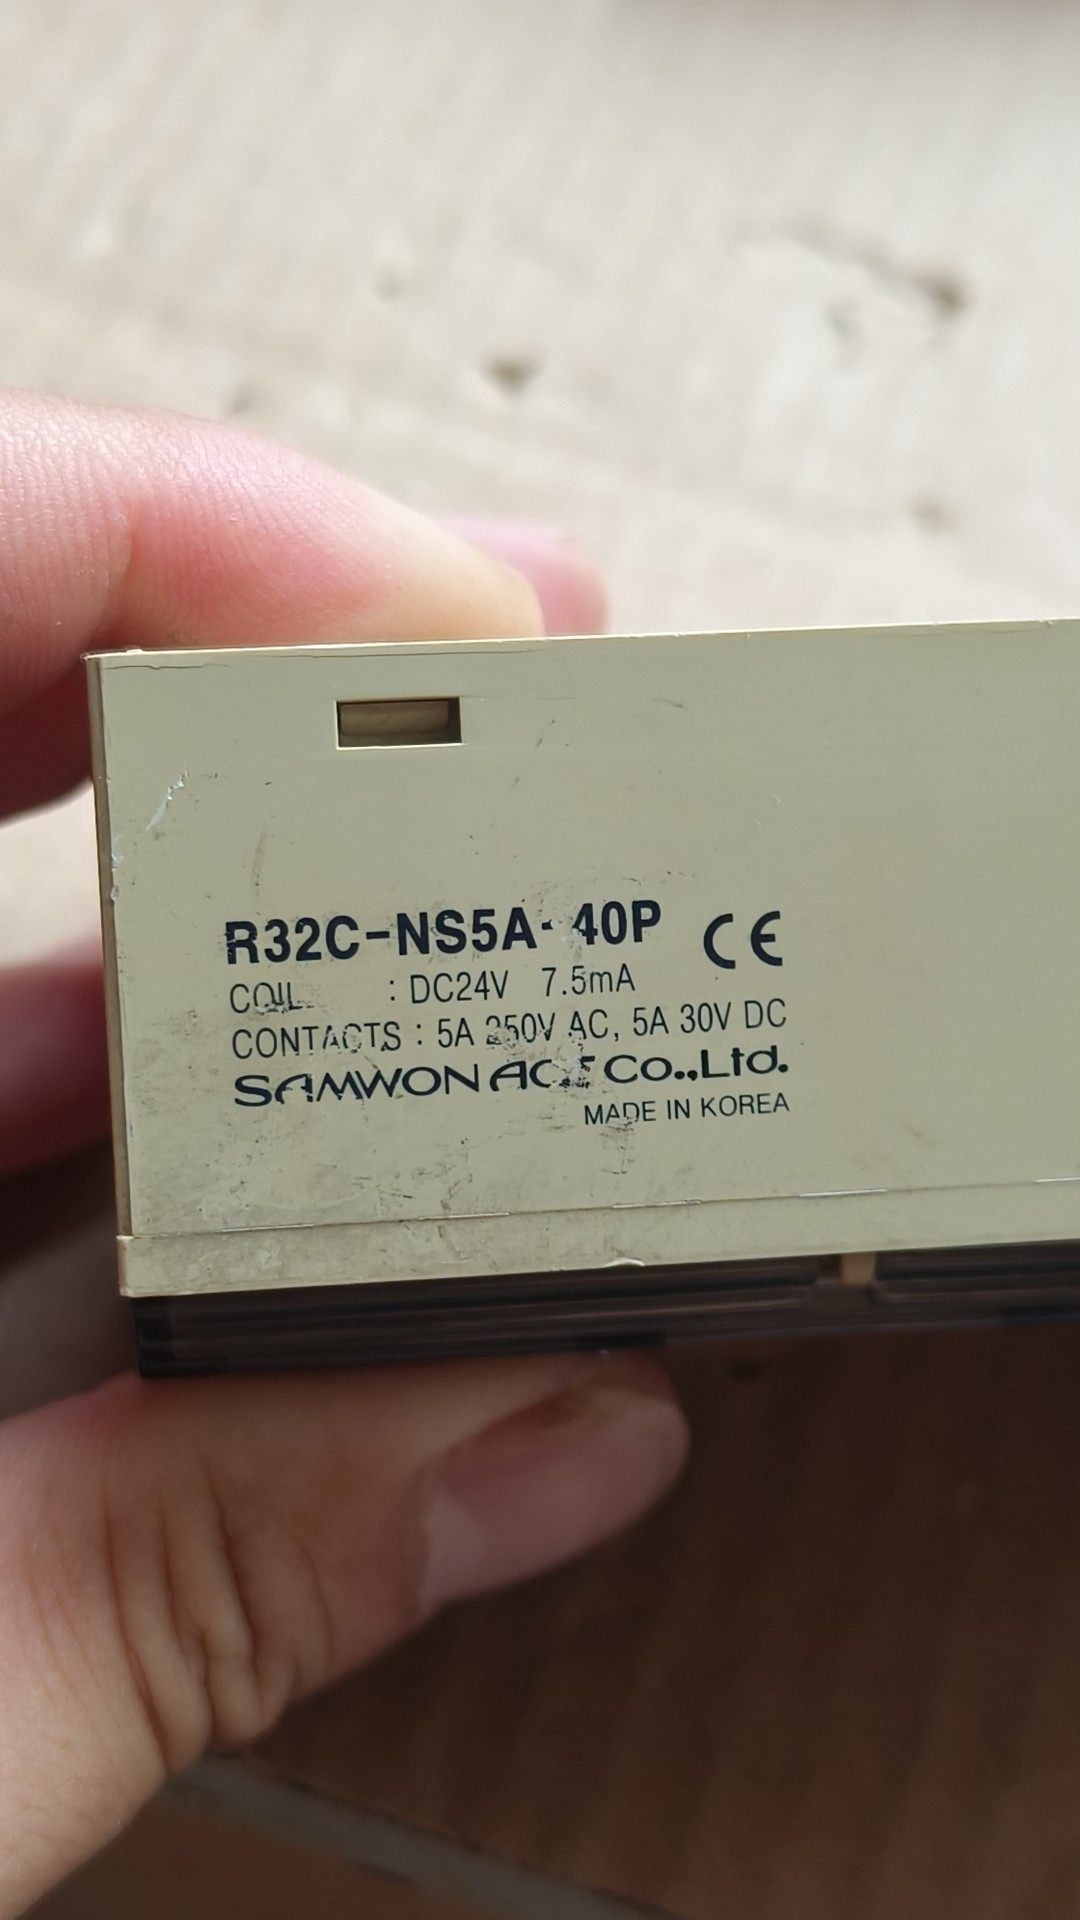 R32C-NS5A-40P CE
COIL : DC24V 7.5mA
CONTACTS : 5A 250V AC, 5A 30V DC
SAMWON ACE Co.,Ltd.
MADE IN KOREA